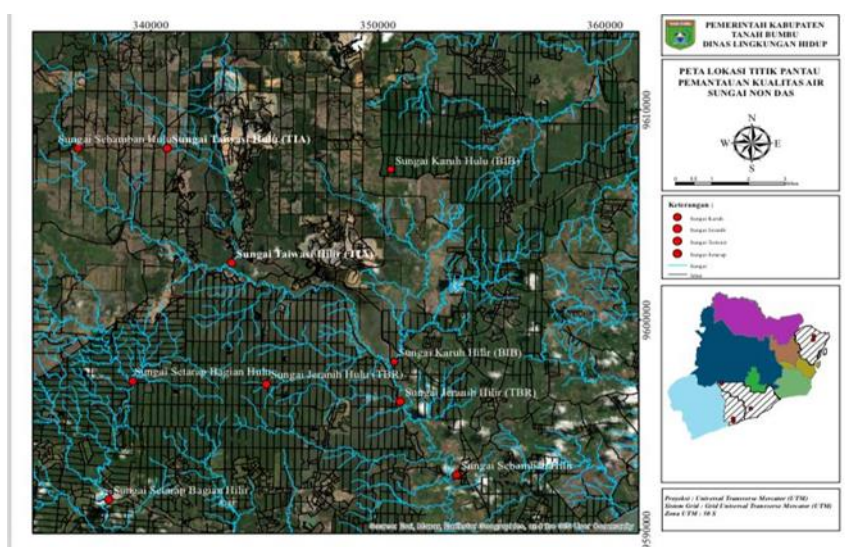 340000
350000
360000
9610000
9600000
9590000
Sungai Sebamban Hulu
Sungai Taiwasi Hulu (TIA)
Sungai Karuh Hulu (BIB)
Sungai Taiwasi Hilir (TIA)
Sungai Karuh Hilir (BIB)
Sungai Setarap Bagian Hulu
Sungai Jeranih Hulu (TBR)
Sungai Jeranih Hilir (TBR)
Sungai Sebamban Hilir
Sungai Setarap Bagian Hilir
PEMERINTAH KABUPATEN
TANAH BUMBU
DINAS LINGKUNGAN HIDUP
PETA LOKASI TITIK PANTAU
PEMANTAUAN KUALITAS AIR
SUNGAI NON DAS
N
W
E
S
Keterangan :
Sungai Karuh
Sungai
Sungai
Sungai Setarap
Sungai
Jalan
Proyeksi : Universal Transverse Mercator (UTM)
Sistem Grid : Grid Universal Transverse Mercator (UTM)
Zona UTM : 50 S